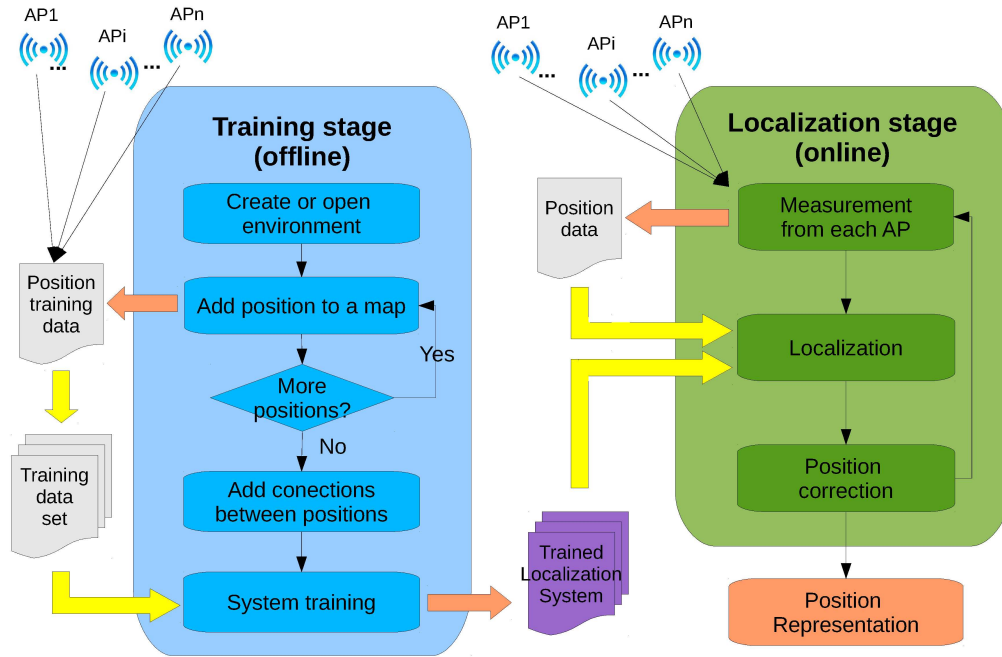 AP1
...
APi
...
APn
Training stage
(offline)
Create or open
environment
Position
training
data
Add position to a map
Yes
More
positions?
No
Training
data
set
Add conections
between positions
System training
Trained
Localization
System
AP1
...
APi
...
APn
Localization stage
(online)
Position
data
Measurement
from each AP
Localization
Position
correction
Position
Representation